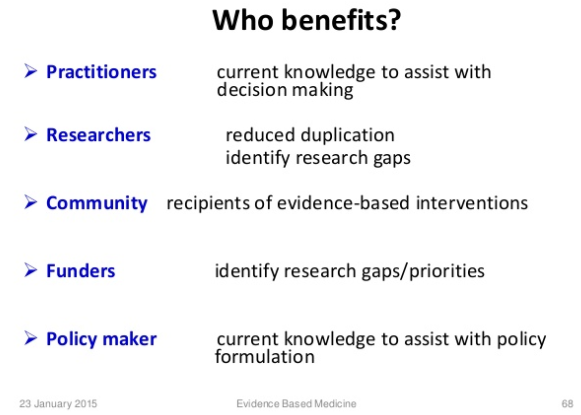 Who benefits?
Practitioners current knowledge to assist with
decision making
Researchers reduced duplication
identify research gaps
Community recipients of evidence-based interventions
Funders identify research gaps/priorities
Policy maker current knowledge to assist with policy
formulation
23 January 2015 Evidence Based Medicine 68